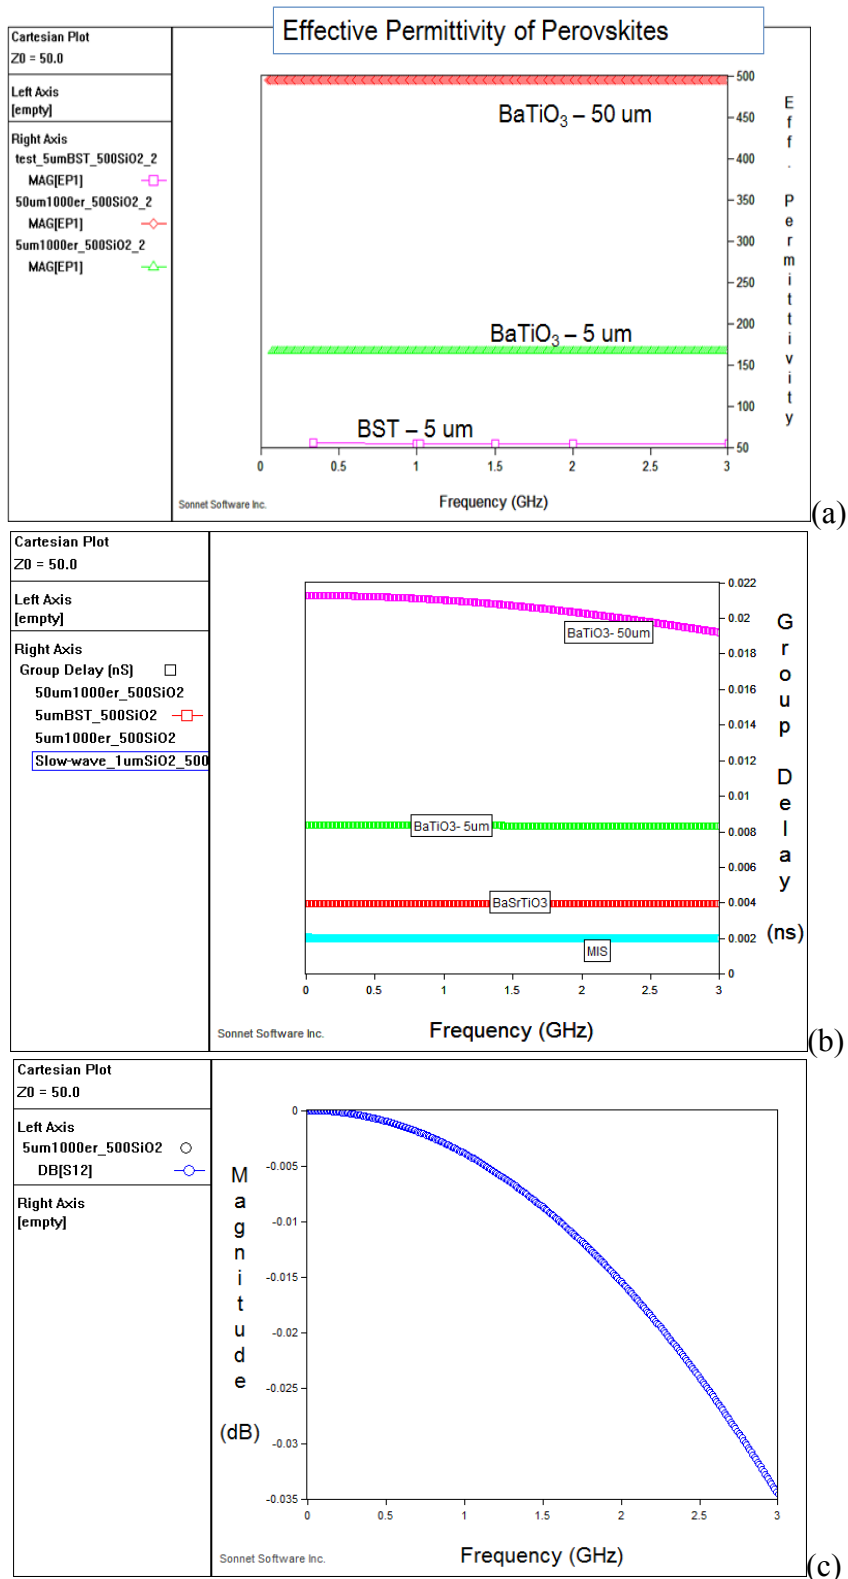 Effective Permittivity of Perovskites
Cartesian Plot
Z0 = 50.0
Left Axis
[empty]
Right Axis
test_5umBST_500SiO2_2
MAG[EP1]
50um1000er_500SiO2_2
MAG[EP1]
5um1000er_500SiO2_2
MAG[EP1]
BaTiO3 – 50 um
BaTiO3 – 5 um
BST – 5 um
500
450
400
350
300
250
200
150
100
50
Eff. Permittivity
0 0.5 1 1.5 2 2.5 3
Sonnet Software Inc.
Frequency (GHz)
(a)
Cartesian Plot
Z0 = 50.0
Left Axis
[empty]
Right Axis
Group Delay (nS)
50um1000er_500SiO2
5umBST_500SiO2
5um1000er_500SiO2
Slow-wave_1umSiO2_500
BaTiO3- 50um
BaTiO3- 5um
BaSrTiO3
MIS
0.022
0.02
0.018
0.016
0.014
0.012
0.01
0.008
0.006
0.004
0.002
0
Group Delay
(ns)
0 0.5 1 1.5 2 2.5 3
Sonnet Software Inc.
Frequency (GHz)
(b)
Cartesian Plot
Z0 = 50.0
Left Axis
5um1000er_500SiO2
DB[S12]
Right Axis
[empty]
Magnitude
(dB)
0
-0.005
-0.01
-0.015
-0.02
-0.025
-0.03
-0.035
0 0.5 1 1.5 2 2.5 3
Sonnet Software Inc.
Frequency (GHz)
(c)